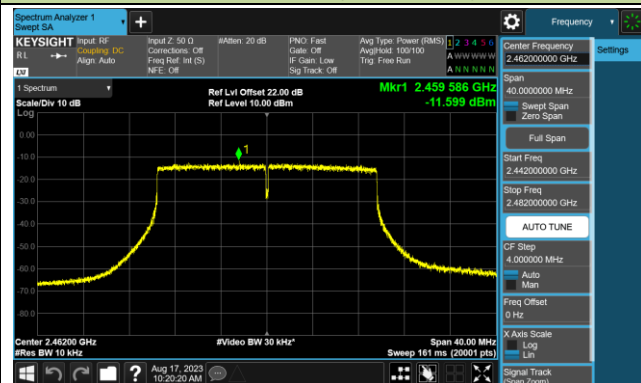 Spectrum Analyzer 1
Swept SA
Frequency
KEYSIGHT
RL
LXI
Input: RF
Coupling: DC
Align: Auto
Input Z: 50 Ω
Corrections: Off
Freq Ref: Int (S)
NFE: Off
#Atten: 20 dB
PNO: Fast
Gate: Off
IF Gain: Low
Sig Track: Off
Avg Type: Power (RMS)
Avg|Hold: 100/100
Trig: Free Run
1 2 3 4 5 6
A W W W W W
A N N N N N
1 Spectrum
Scale/Div 10 dB
Log
Ref Lvl Offset 22.00 dB
Ref Level 10.00 dBm
Mkr1 2.459 586 GHz
-11.599 dBm
1
0.00
-10.0
-20.0
-30.0
-40.0
-50.0
-60.0
-70.0
-80.0
Center 2.46200 GHz
#Res BW 10 kHz
#Video BW 30 kHz*
Span 40.00 MHz
Sweep 161 ms (20001 pts)
Center Frequency
2.462000000 GHz
Settings
Span
40.0000000 MHz
Swept Span
Zero Span
Full Span
Start Freq
2.442000000 GHz
Stop Freq
2.482000000 GHz
AUTO TUNE
CF Step
4.000000 MHz
Auto
Man
Freq Offset
0 Hz
X Axis Scale
Log
Lin
Signal Track
(Span Zoom)
?
Aug 17, 2023
10:20:20 AM